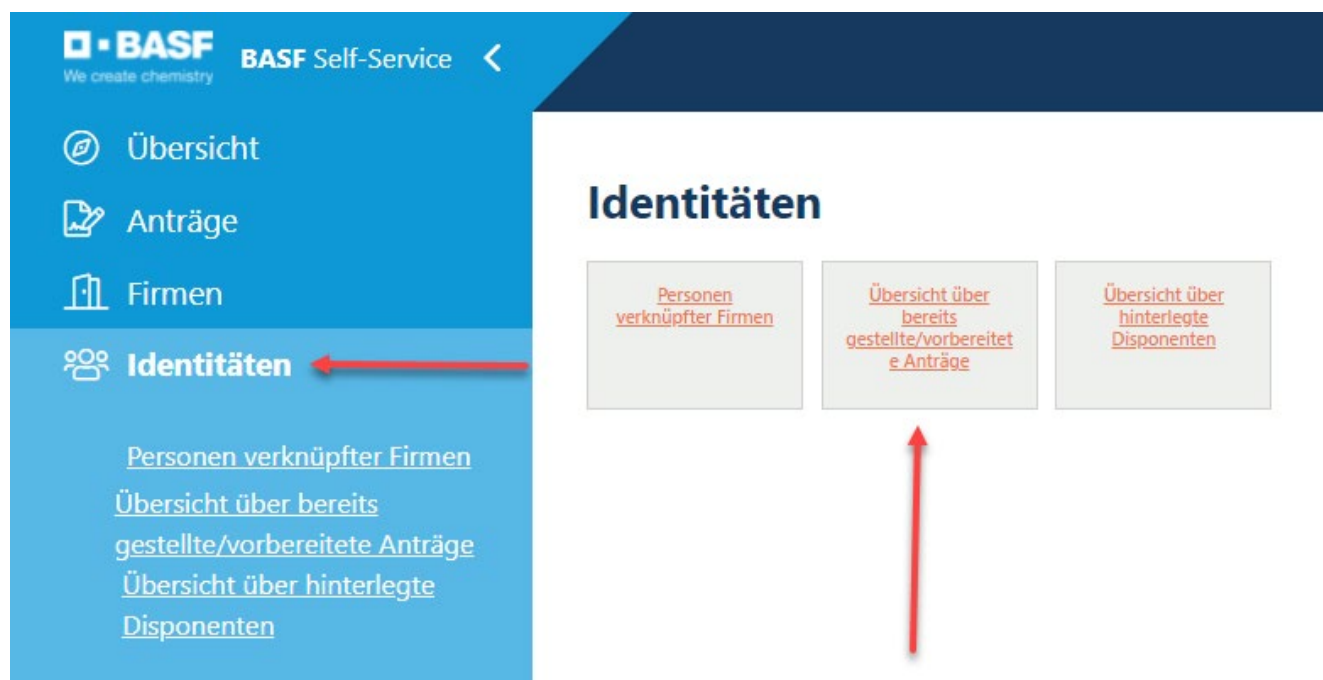 BASF
We create chemistry
BASF Self-Service
Übersicht
Anträge
Firmen
Identitäten
Personen verknüpfter Firmen
Übersicht über bereits
gestellte/vorbereitete Anträge
Übersicht über hinterlegte
Disponenten
Identitäten
Personen
verknüpfter Firmen
Übersicht über
bereits
gestellte/vorbereitet
e Anträge
Übersicht über
hinterlegte
Disponenten